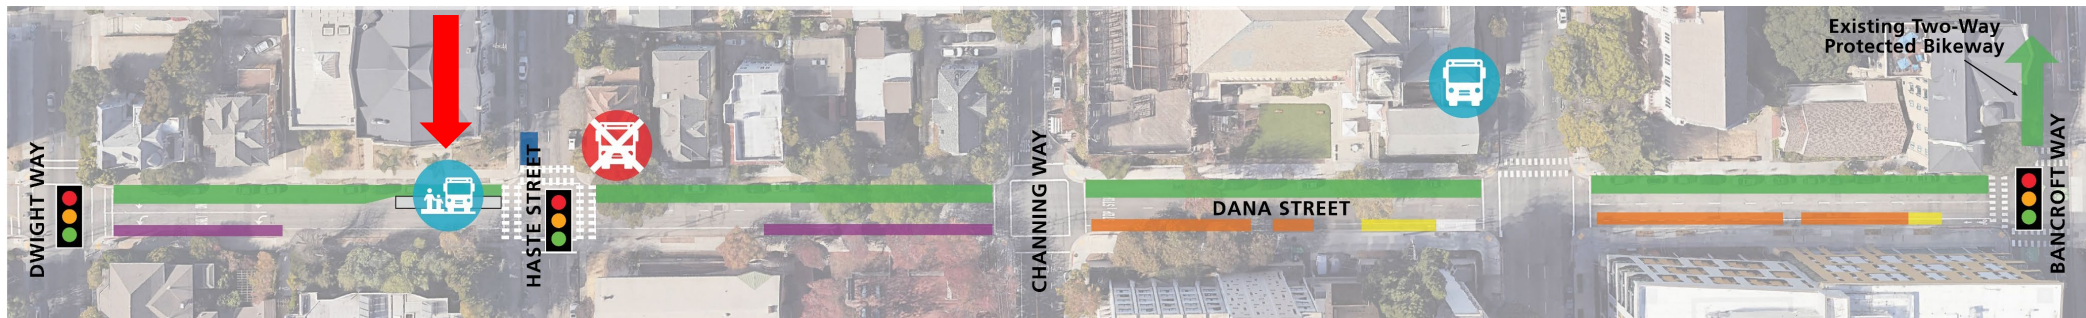 Existing Two-Way
Protected Bikeway
DWIGHT WAY
HASTE STREET
CHANNING WAY
DANA STREET
BANCROFT WAY